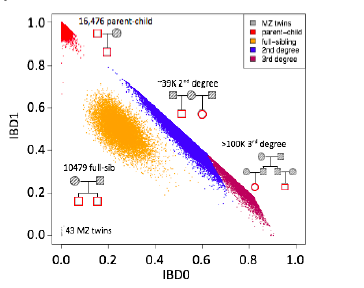 1.0
0.8
0.6
0.4
0.2
0.0
IBD1
16,476 parent-child
MZ twins
parent-child
full-sibling
2nd degree
3rd degree
~39K 2nd degree
>100K 3rd degree
10479 full-sib
43 MZ twins
0.0 0.2 0.4 0.6 0.8 1.0
IBD0